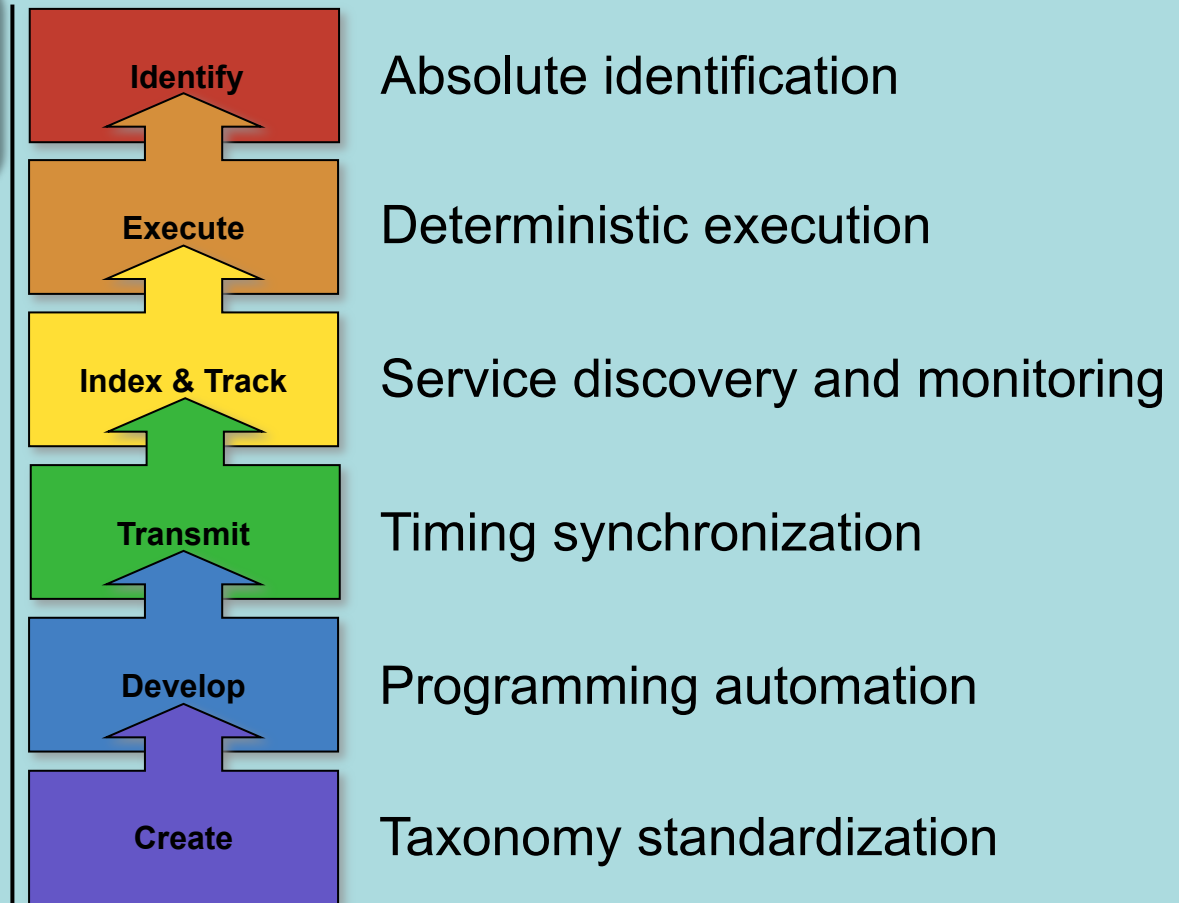 Identify
Absolute identification
Execute
Deterministic execution
Index & Track
Service discovery and monitoring
Transmit
Timing synchronization
Develop
Programming automation
Create
Taxonomy standardization